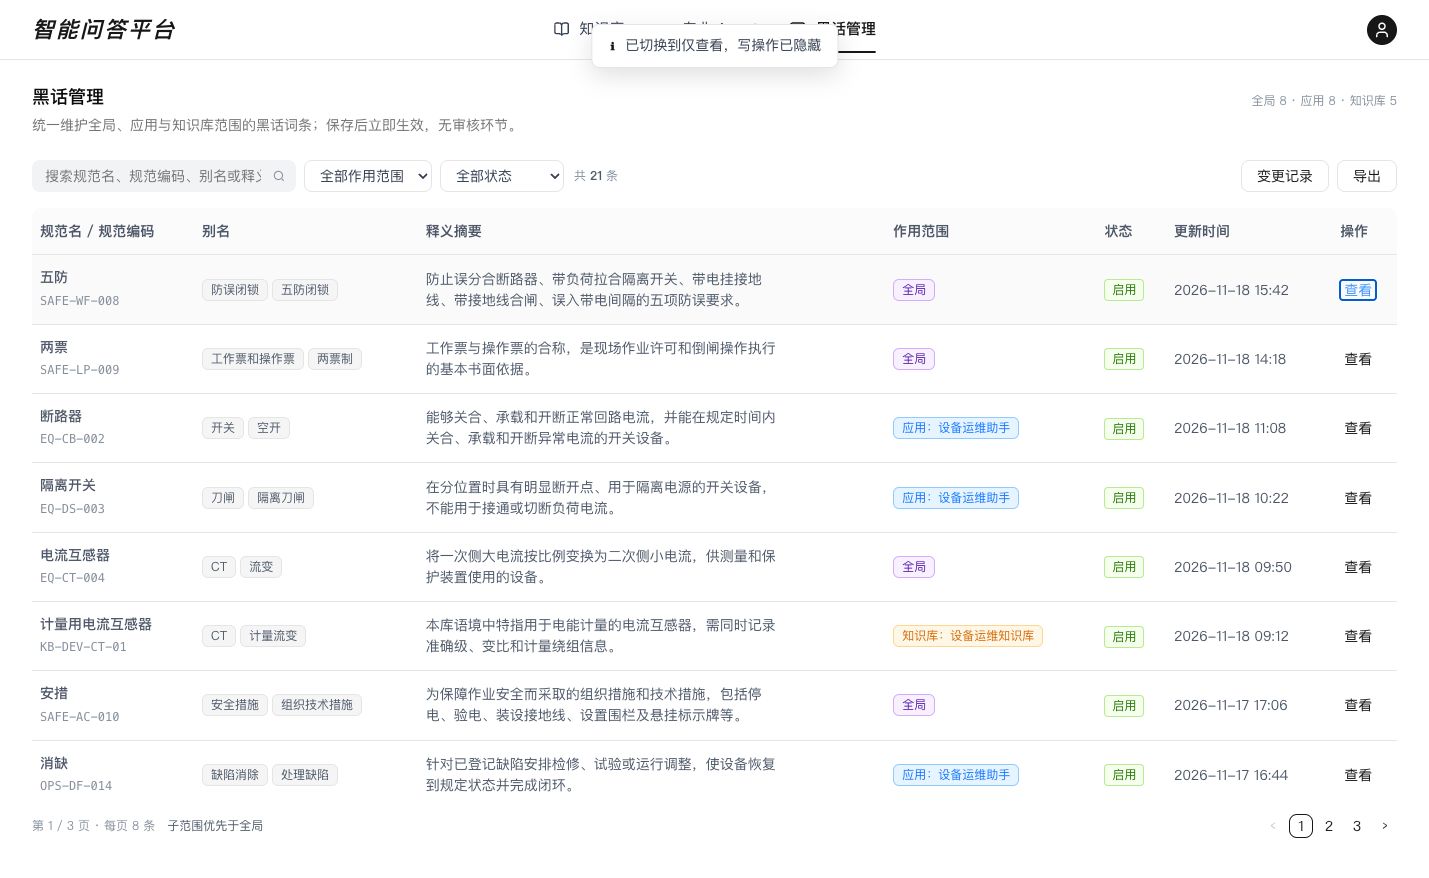 智能问答平台
黑话管理
已切换到仅查看，写操作已隐藏
黑话管理
全局 8 · 应用 8 · 知识库 5
统一维护全局、应用与知识库范围的黑话词条；保存后立即生效，无审核环节。
搜索规范名、规范编码、别名或释义 全部作用范围 全部状态 共 21 条 变更记录 导出
规范名 / 规范编码 别名 释义摘要 作用范围 状态 更新时间 操作
五防
SAFE-WF-008
防误闭锁 五防闭锁
防止误分合断路器、带负荷拉合隔离开关、带电挂接地
线、带接地线合闸、误入带电间隔的五项防误要求。
全局 启用 2026-11-18 15:42 查看
两票
SAFE-LP-009
工作票和操作票 两票制
工作票与操作票的合称，是现场作业许可和倒闸操作执行
的基本书面依据。
全局 启用 2026-11-18 14:18 查看
断路器
EQ-CB-002
开关 空开
能够关合、承载和开断正常回路电流，并能在规定时间内
关合、承载和开断异常电流的开关设备。
应用：设备运维助手 启用 2026-11-18 11:08 查看
隔离开关
EQ-DS-003
刀闸 隔离刀闸
在分位置时具有明显断开点、用于隔离电源的开关设备，
不能用于接通或切断负荷电流。
应用：设备运维助手 启用 2026-11-18 10:22 查看
电流互感器
EQ-CT-004
CT 流变
将一次侧大电流按比例变换为二次侧小电流，供测量和保
护装置使用的设备。
全局 启用 2026-11-18 09:50 查看
计量用电流互感器
KB-DEV-CT-01
CT 计量流变
本库语境中特指用于电能计量的电流互感器，需同时记录
准确级、变比和计量绕组信息。
知识库：设备运维知识库 启用 2026-11-18 09:12 查看
安措
SAFE-AC-010
安全措施 组织技术措施
为保障作业安全而采取的组织措施和技术措施，包括停
电、验电、装设接地线、设置围栏及悬挂标示牌等。
全局 启用 2026-11-17 17:06 查看
消缺
OPS-DF-014
缺陷消除 处理缺陷
针对已登记缺陷安排检修、试验或运行调整，使设备恢复
到规定状态并完成闭环。
应用：设备运维助手 启用 2026-11-17 16:44 查看
第 1 / 3 页 · 每页 8 条 子范围优先于全局 1 2 3